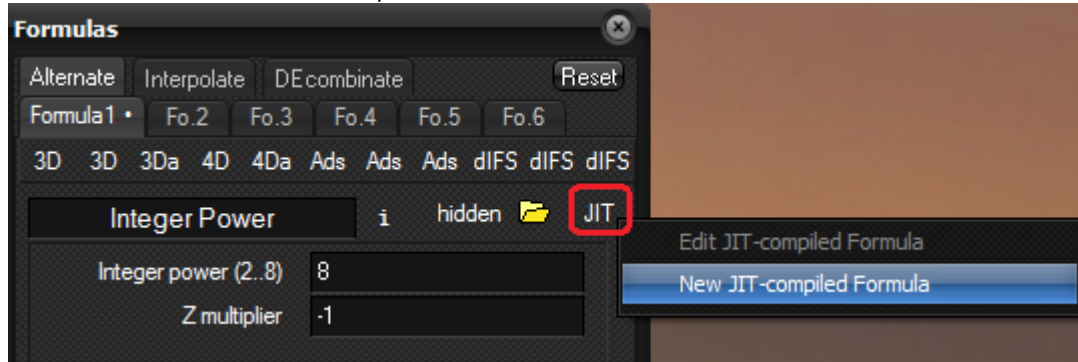 Formulas
Alternate Interpolate DEcombinate Reset
Formula1 • Fo.2 Fo.3 Fo.4 Fo.5 Fo.6
3D 3D 3Da 4D 4Da Ads Ads Ads dIFS dIFS dIFS
Integer Power i hidden JIT
Edit JIT-compiled Formula
Integer power (2..8) 8
New JIT-compiled Formula
Z multiplier -1